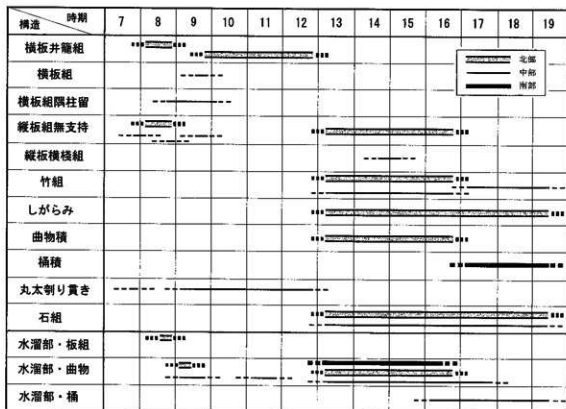 構造 時期 7 8 9 10 11 12 13 14 15 16 17 18 19
横板井籠組
横板組
横板組隅柱留
縦板組無支持
縦板横桟組
竹組
しがらみ
曲物積
桶積
丸太刳り貫き
石組
水溜部・板組
水溜部・曲物
水溜部・桶
北部
中部
南部